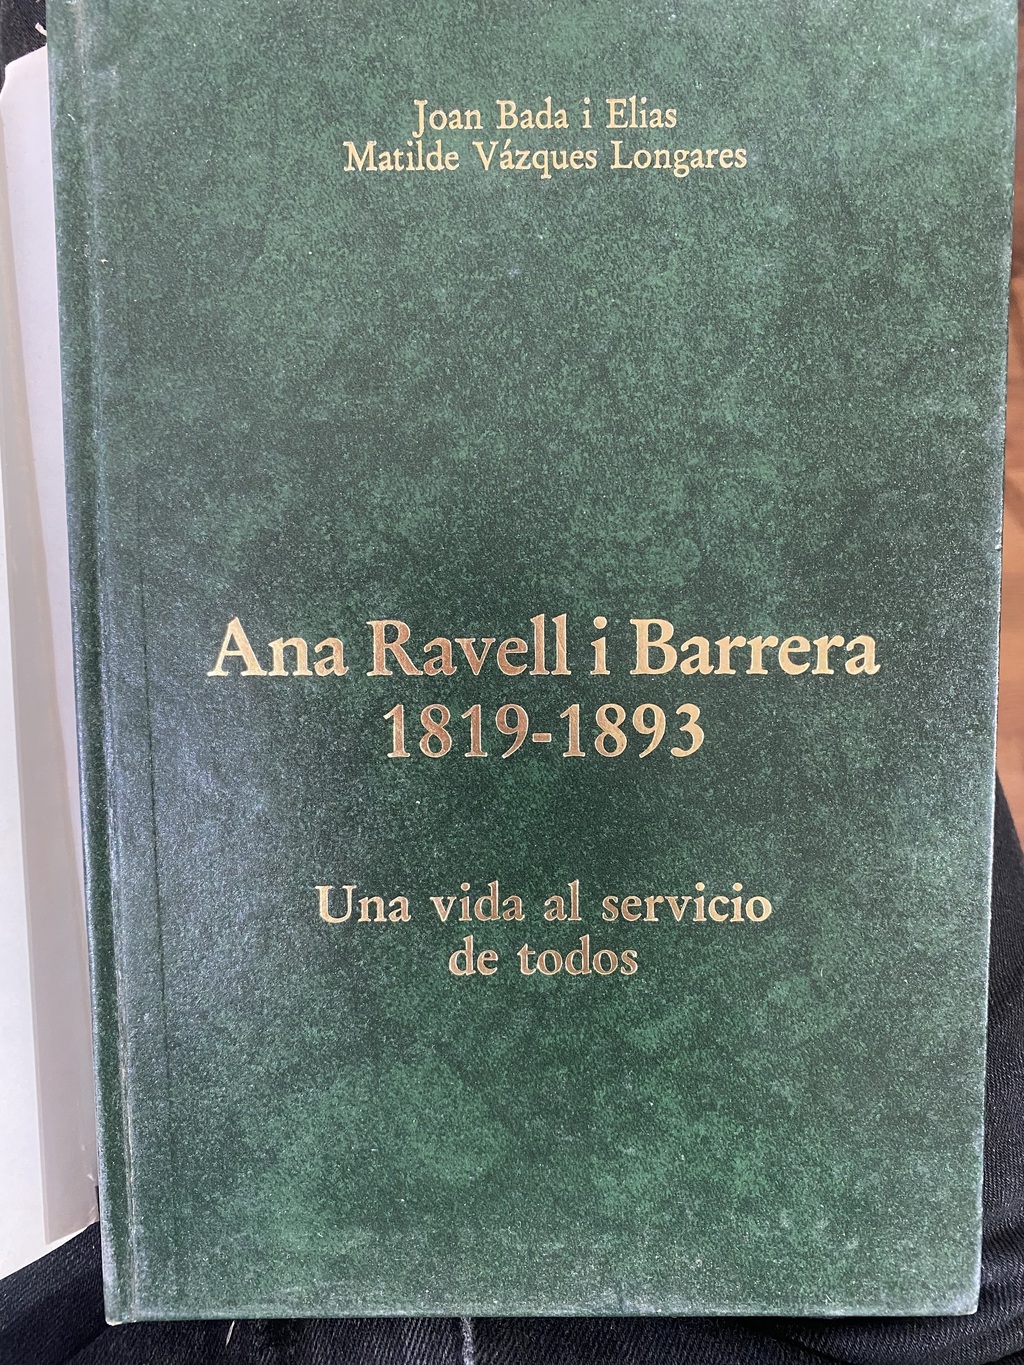 Joan Bada i Elias
Matilde Vázques Longares
Ana Ravell i Barrera
1819-1893
Una vida al servicio
de todos